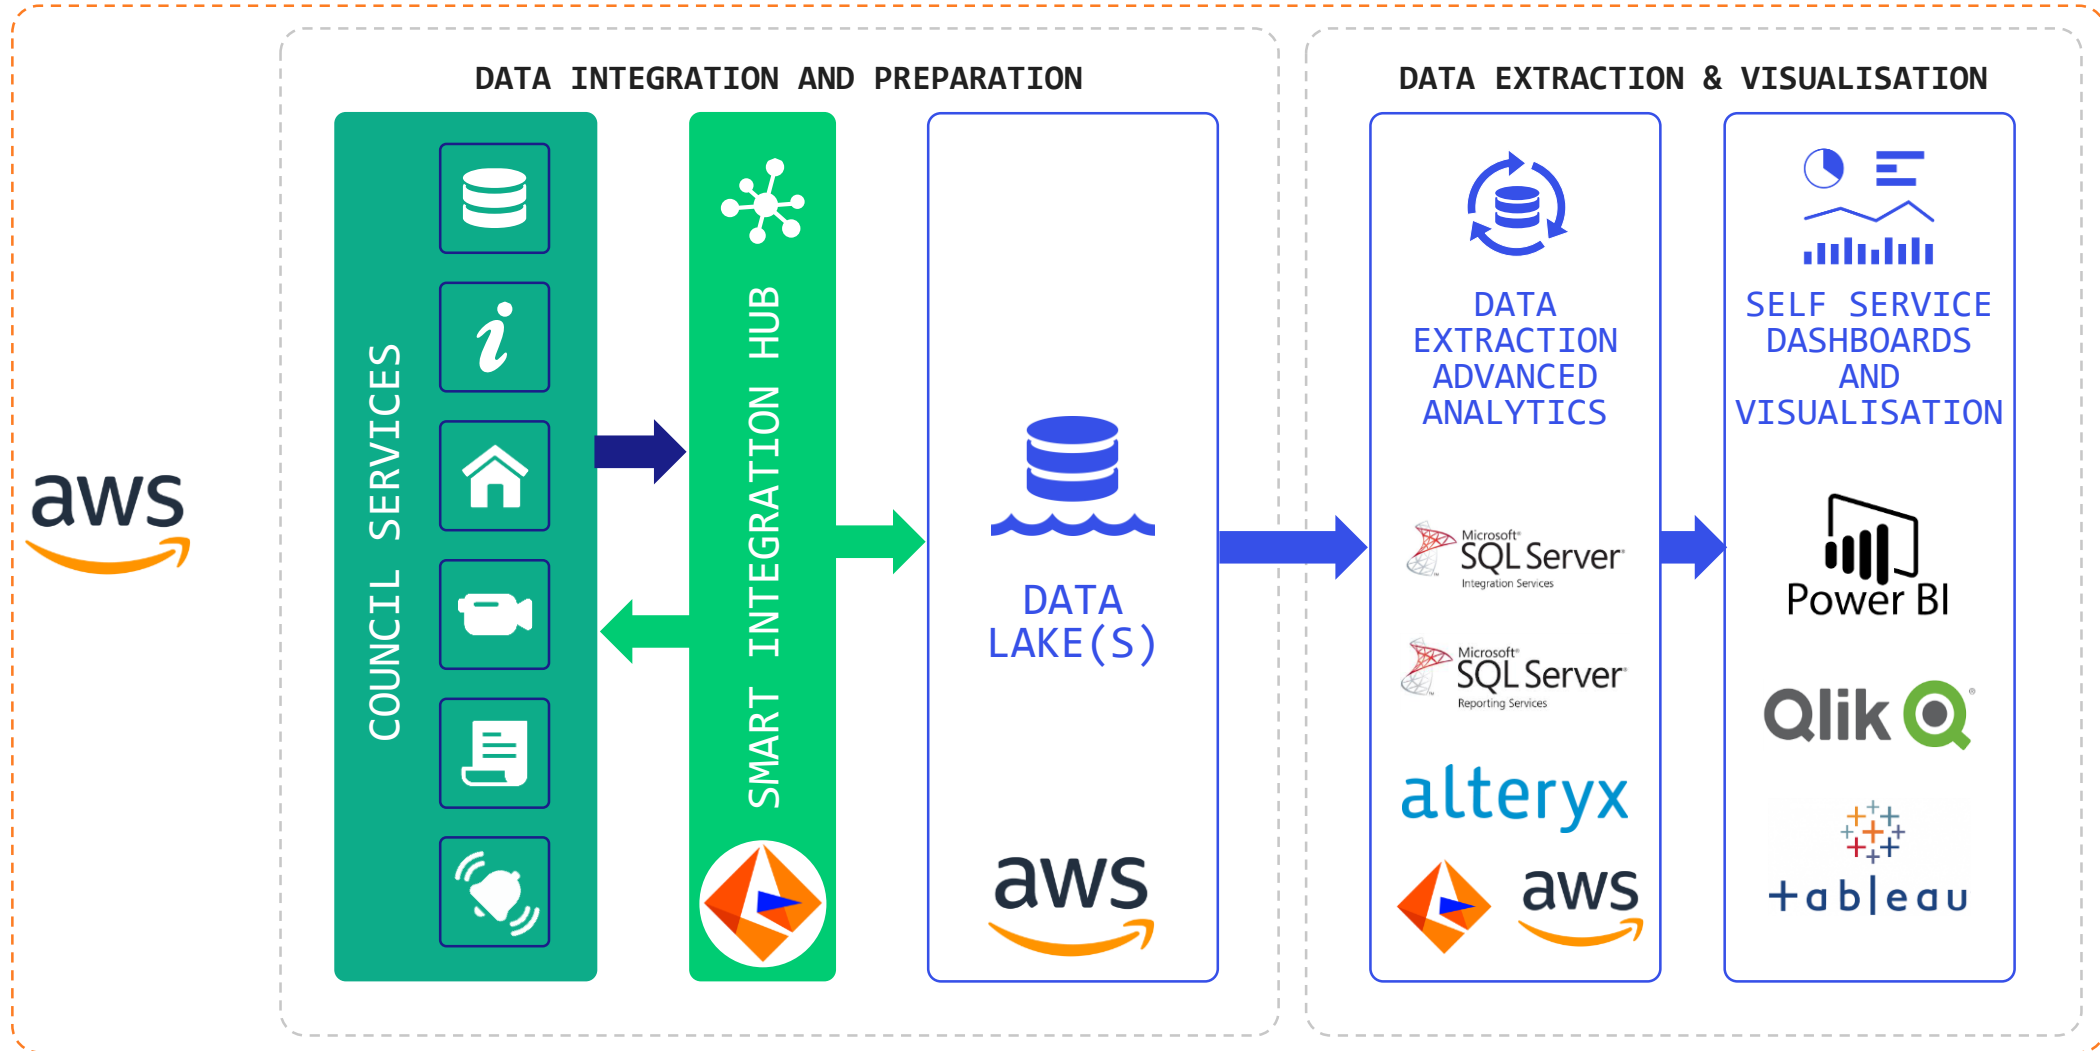 DATA INTEGRATION AND PREPARATION
DATA EXTRACTION & VISUALISATION
aws
COUNCIL SERVICES
i
SMART INTEGRATION HUB
DATA
LAKE(S)
aws
DATA
EXTRACTION
ADVANCED
ANALYTICS
Microsoft®
SQL Server®
Integration Services
Microsoft®
SQL Server®
Reporting Services
alteryx
aws
SELF SERVICE
DASHBOARDS
AND
VISUALISATION
Power BI
Qlik Q®
+ableau